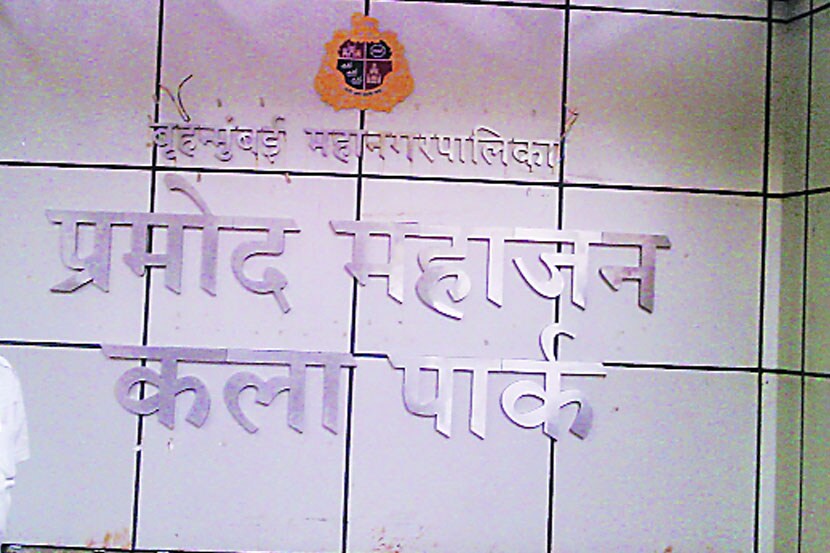 बृहन्मुंबई महानगरपालिका
प्रमोद महाजन
कला पार्क